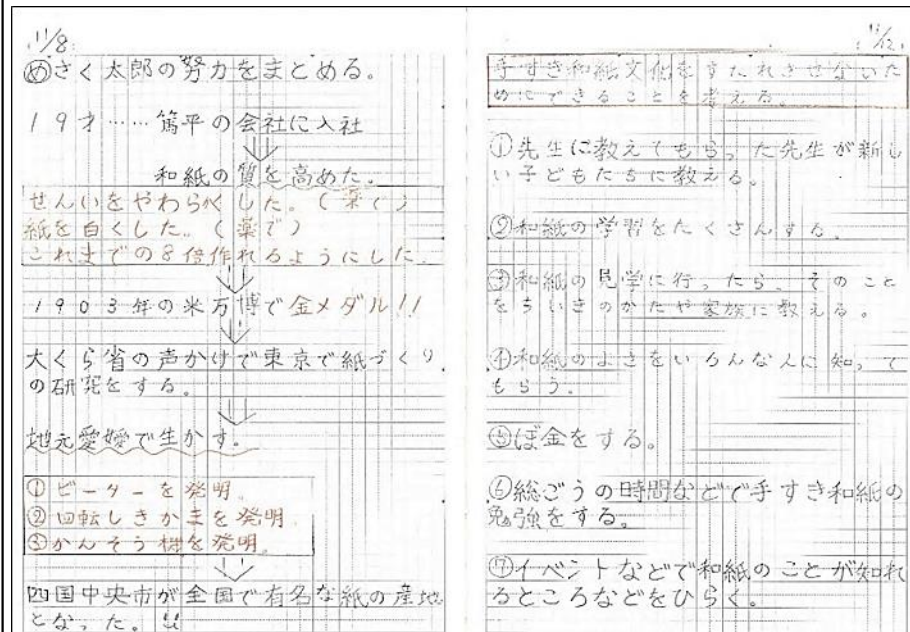 11/8
めさく太郎の努力をまとめる。
19才……篤平の会社に入社
和紙の質を高めた。
せんいをやわらかくした。(薬で)
紙を白くした。(薬で)
これまでの8倍作れるようにした
1903年の米万博で金メダル!!
大くら省の声かけで東京で紙づくり
の研究をする。
地元愛媛で生かす。
①ビーターを発明
②回転しきかまを発明
③かんそう機を発明
四国中央市が全国で有名な紙の産地
となった。!!
11/12
手すき和紙文化をすたれさせないた
めにできることを考える。
①先生に教えてもらった先生が新し
い子どもたちに教える。
②和紙の学習をたくさんする。
③和紙の見学に行ったら、そのこと
をちいきのかたや家族に教える。
④和紙のよさをいろんな人に知って
もらう。
⑤ぼ金をする。
⑥総ごうの時間などで手すき和紙の
勉強をする。
⑦イベントなどで和紙のことが知れ
るところなどをひらく。